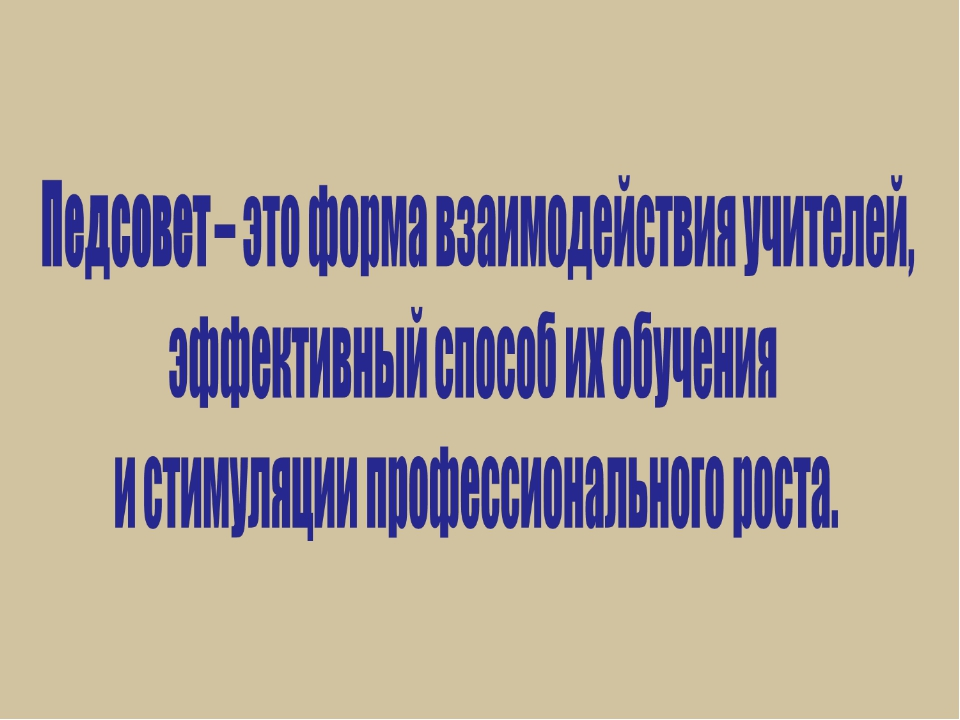 Педсовет – это форма взаимодействия учителей,
эффективный способ их обучения
и стимуляции профессионального роста.